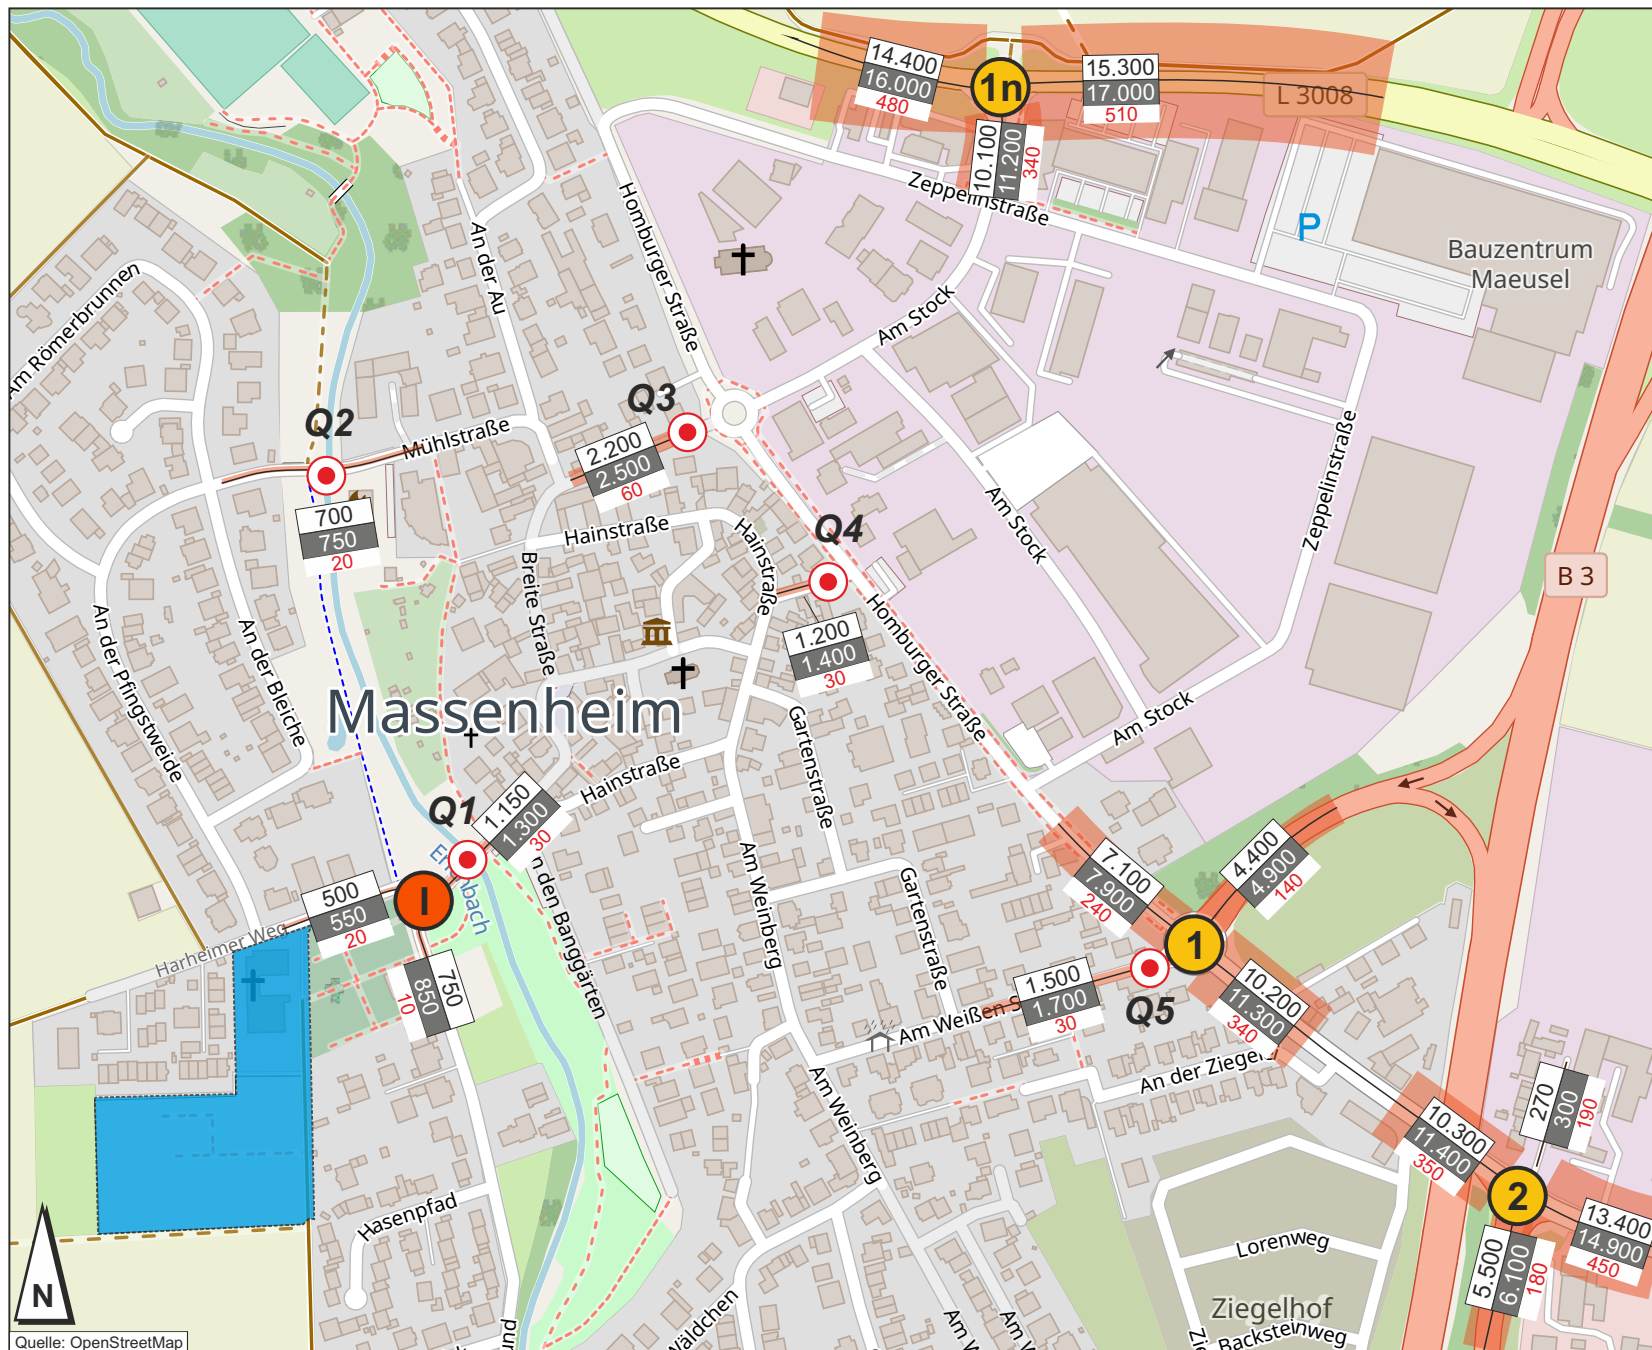 14.400
16.000
480
1n
15.300
17.000
510
L 3008
10.100
11.200
340
Zeppelinstraße
P
Bauzentrum
Maeusel
Homburger Straße
An der Au
Am Stock
Am Römerbrunnen
Q3
Q2
Mühlstraße
2.200
2.500
60
700
750
20
Hainstraße
Hainstraße
Q4
Am Stock
Zeppelinstraße
B 3
Breite Straße
1.200
1.400
30
Homburger Straße
An der Pfingstweide
An der Bleiche
Massenheim
Gartenstraße
Am Stock
Hainstraße
Q1
1.150
1.300
30
Am Weinberg
Gartenstraße
7.100
7.900
240
4.400
4.900
140
500
550
20
I
Harheimer Weg
n den Banggärten
750
850
10
1
1.500
1.700
30
Q5
Am Weißen S
10.200
11.300
340
An der Ziegel
Am Weinberg
10.300
11.400
350
270
300
190
2
13.400
14.900
450
5.500
6.100
180
Hasenpfad
Lorenweg
Ziegelhof
Backsteinweg
Am W
Am W
N
Quelle: OpenStreetMap